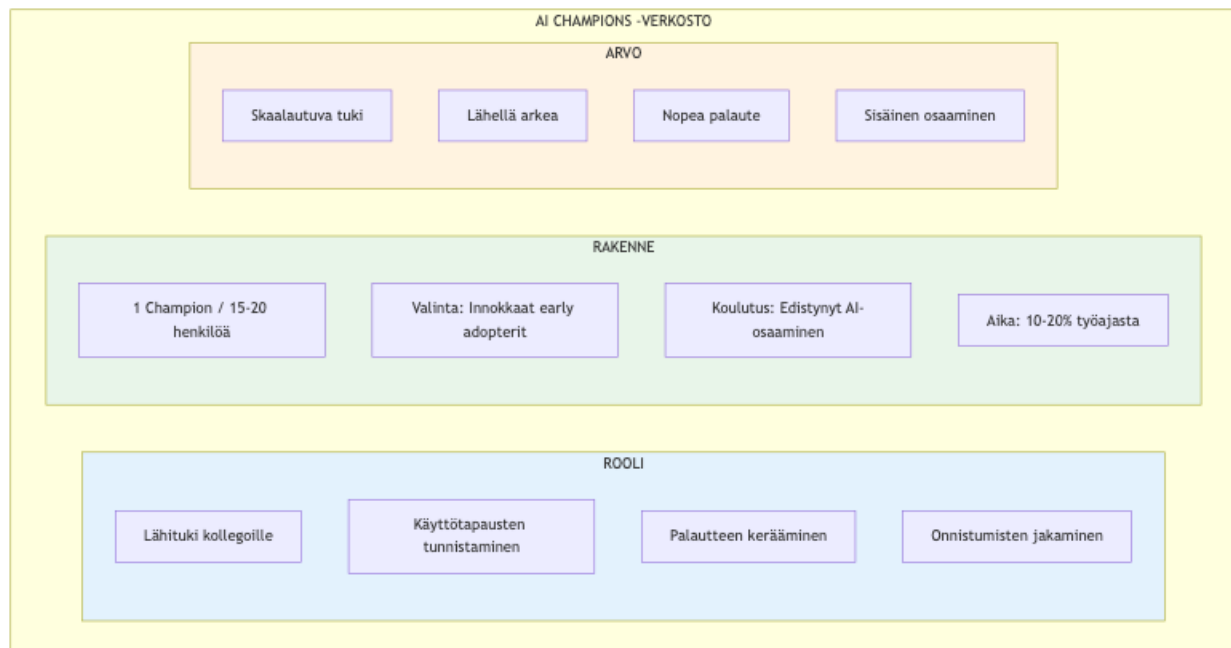 AI CHAMPIONS -VERKOSTO
ARVO
Skaalautuva tuki
Lähellä arkea
Nopea palaute
Sisäinen osaaminen
RAKENNE
1 Champion / 15-20
henkilöä
Valinta: Innokkaat early
adopterit
Koulutus: Edistynyt AI-
osaaminen
Aika: 10-20% työajasta
ROOLI
Lähituki kollegoille
Käyttötapausten
tunnistaminen
Palautteen kerääminen
Onnistumisten jakaminen